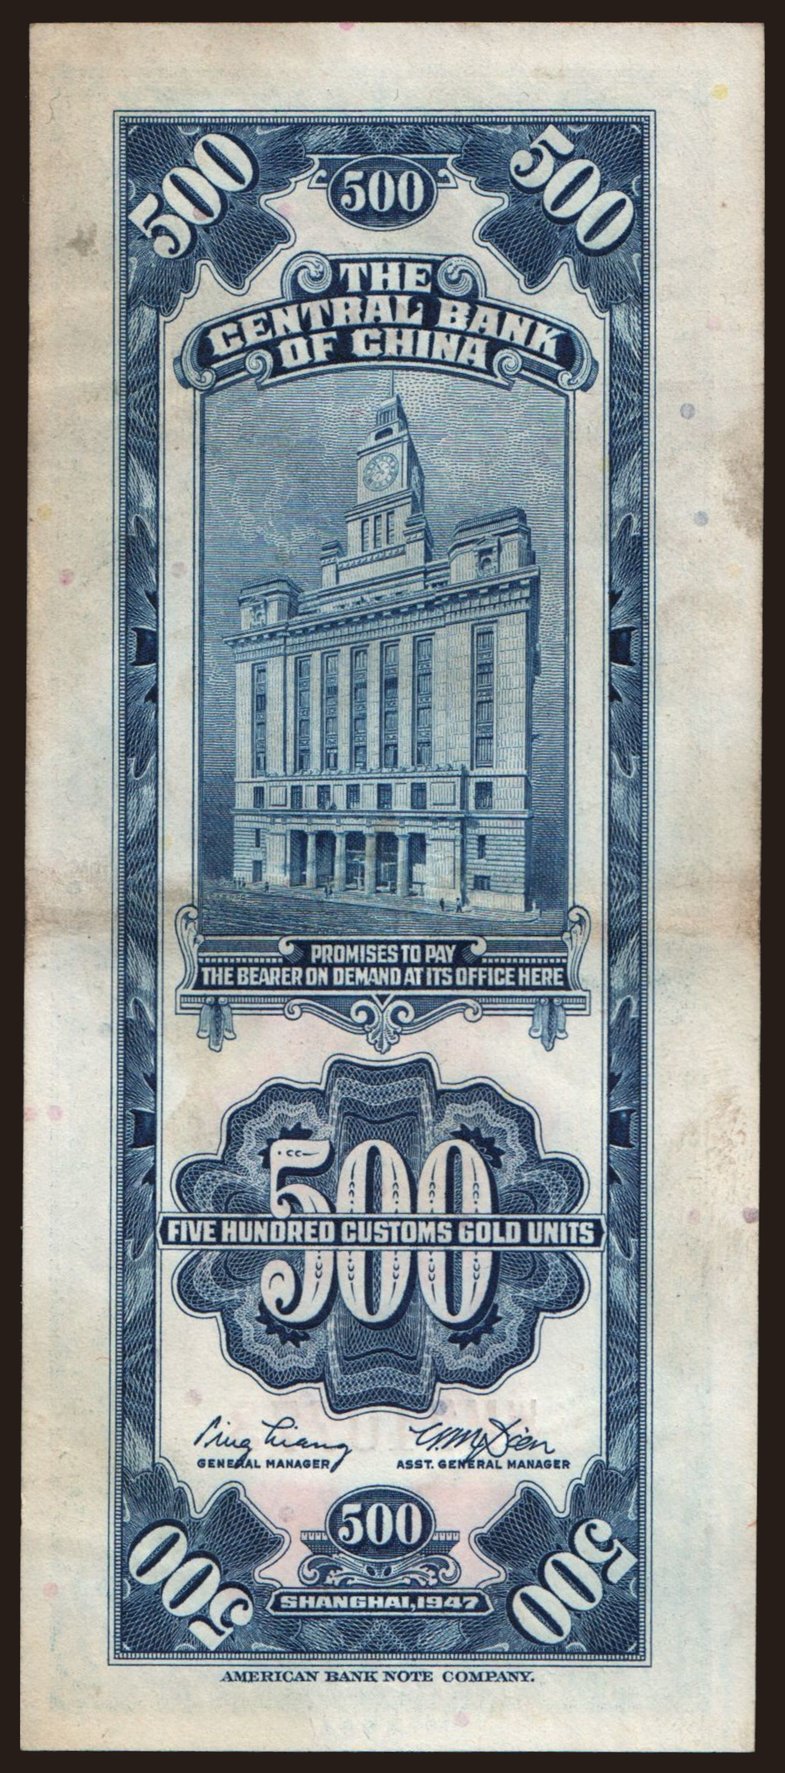 500 500 500
THE
CENTRAL BANK
OF CHINA
PROMISES TO PAY
THE BEARER ON DEMAND AT ITS OFFICE HERE
500
FIVE HUNDRED CUSTOMS GOLD UNITS
GENERAL MANAGER ASST. GENERAL MANAGER
500 500 500
SHANGHAI, 1947
AMERICAN BANK NOTE COMPANY.